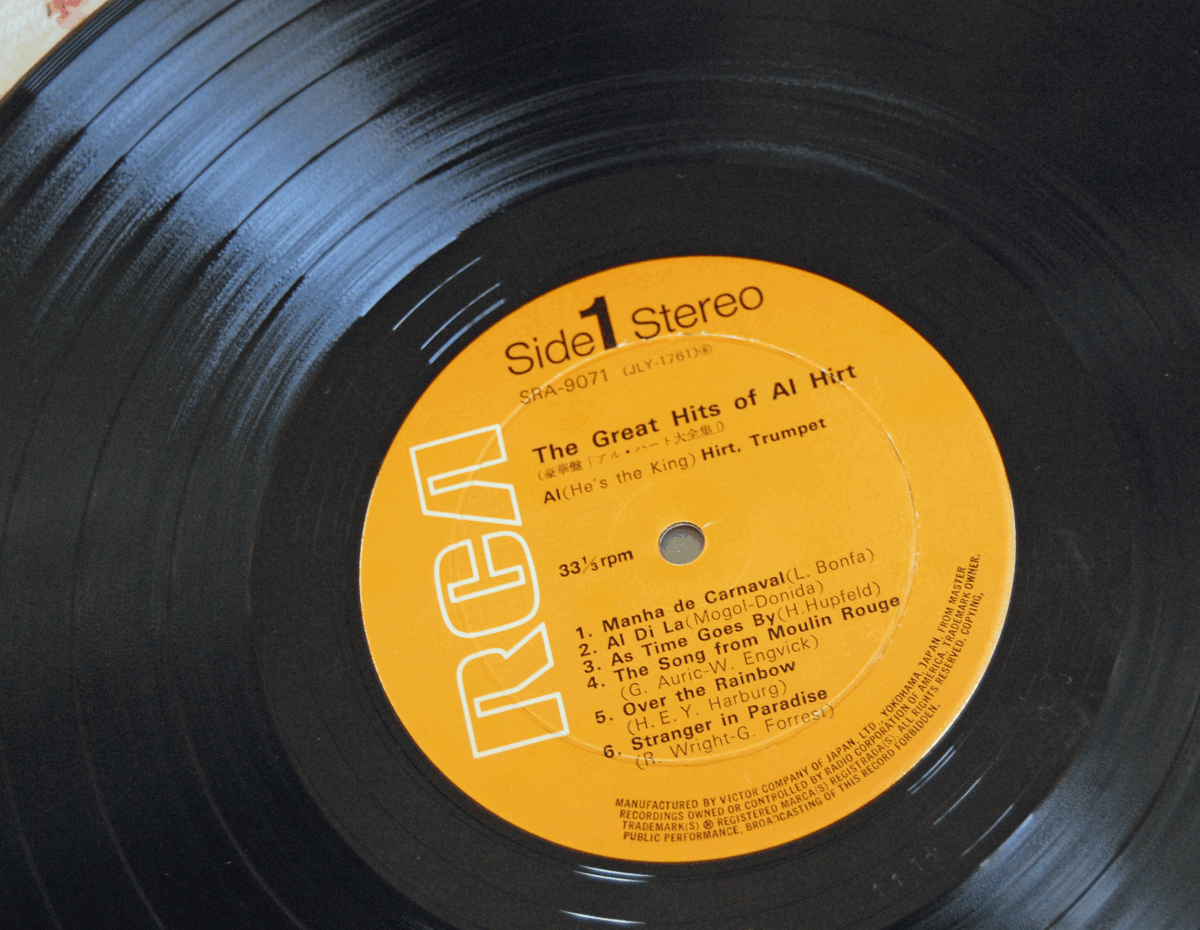 Side 1 Stereo
SRA-9071 (JLY-1761)⑥
The Great Hits of Al Hirt
(豪華盤「アル・ハート大全集」)
Al (He's the King) Hirt, Trumpet
RCA
33⅓rpm
1. Manha de Carnaval (L. Bonfa)
2. Al Di La (Mogol-Donida)
3. As Time Goes By (H.Hupfeld)
4. The Song from Moulin Rouge
(G. Auric-W. Engvick)
5. Over the Rainbow
(H. E. Y. Harburg)
6. Stranger in Paradise
(R. Wright-G. Forrest)
MANUFACTURED BY VICTOR COMPANY OF JAPAN, LTD., YOKOHAMA, JAPAN, FROM MASTER
RECORDINGS OWNED OR CONTROLLED BY RADIO CORPORATION OF AMERICA, TRADEMARK OWNER.
TRADEMARK(S) ® REGISTERED MARCA(S) REGISTRADA(S) ALL RIGHTS RESERVED. COPYING,
PUBLIC PERFORMANCE, BROADCASTING OF THIS RECORD FORBIDDEN.